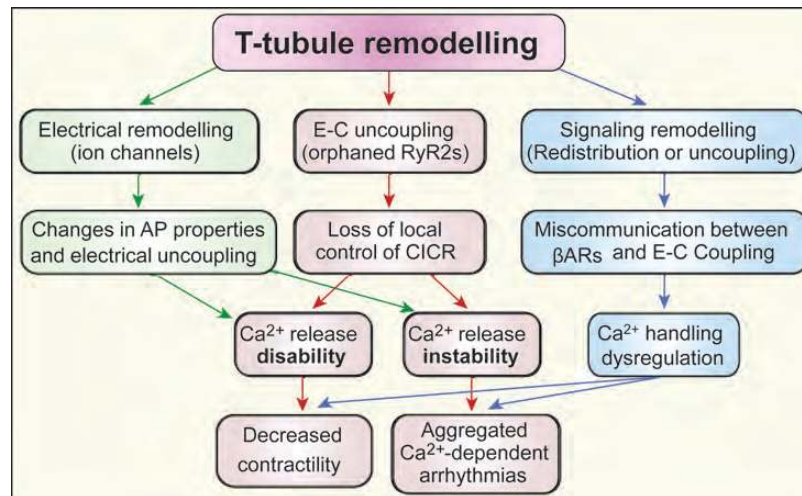 T-tubule remodelling
Electrical remodelling
(ion channels)
E-C uncoupling
(orphaned RyR2s)
Signaling remodelling
(Redistribution or uncoupling)
Changes in AP properties
and electrical uncoupling
Loss of local
control of CICR
Miscommunication between
βARs and E-C Coupling
Ca²⁺ release
disability
Ca²⁺ release
instability
Ca²⁺ handling
dysregulation
Decreased
contractility
Aggregated
Ca²⁺-dependent
arrhythmias